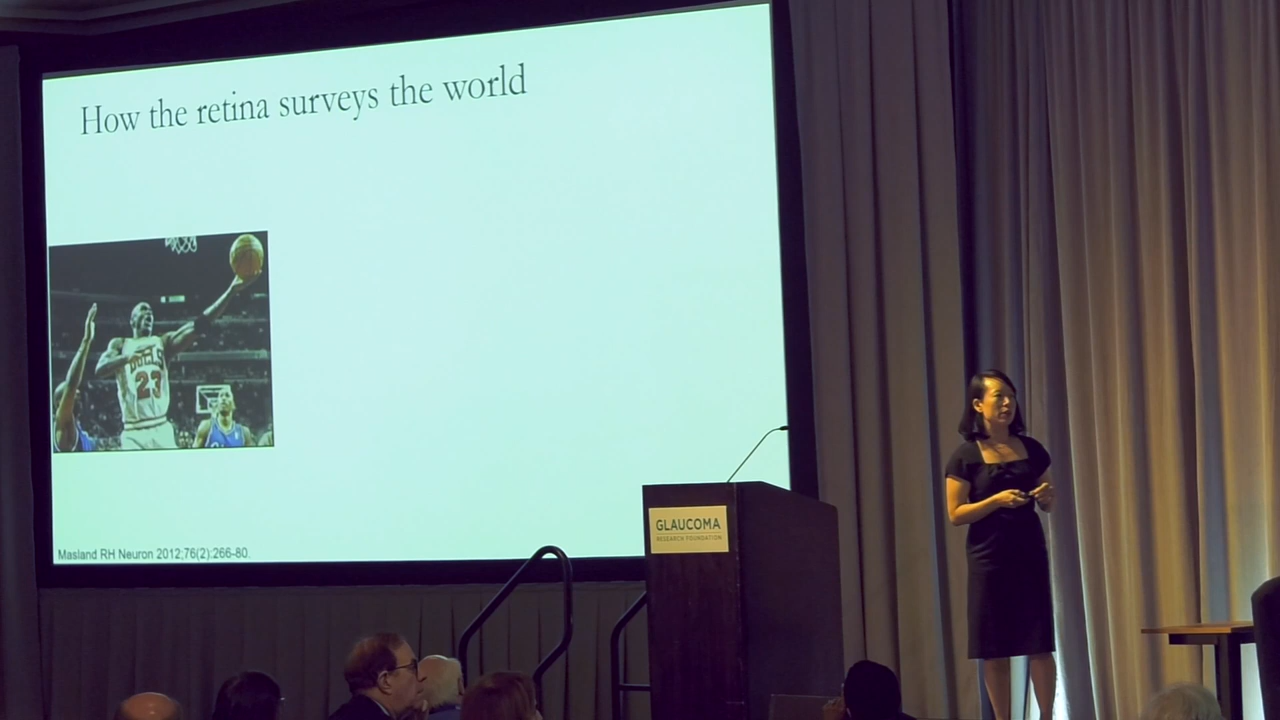 How the retina surveys the world
BULLS
23
Masland RH Neuron 2012;76(2):266-80.
GLAUCOMA
RESEARCH FOUNDATION